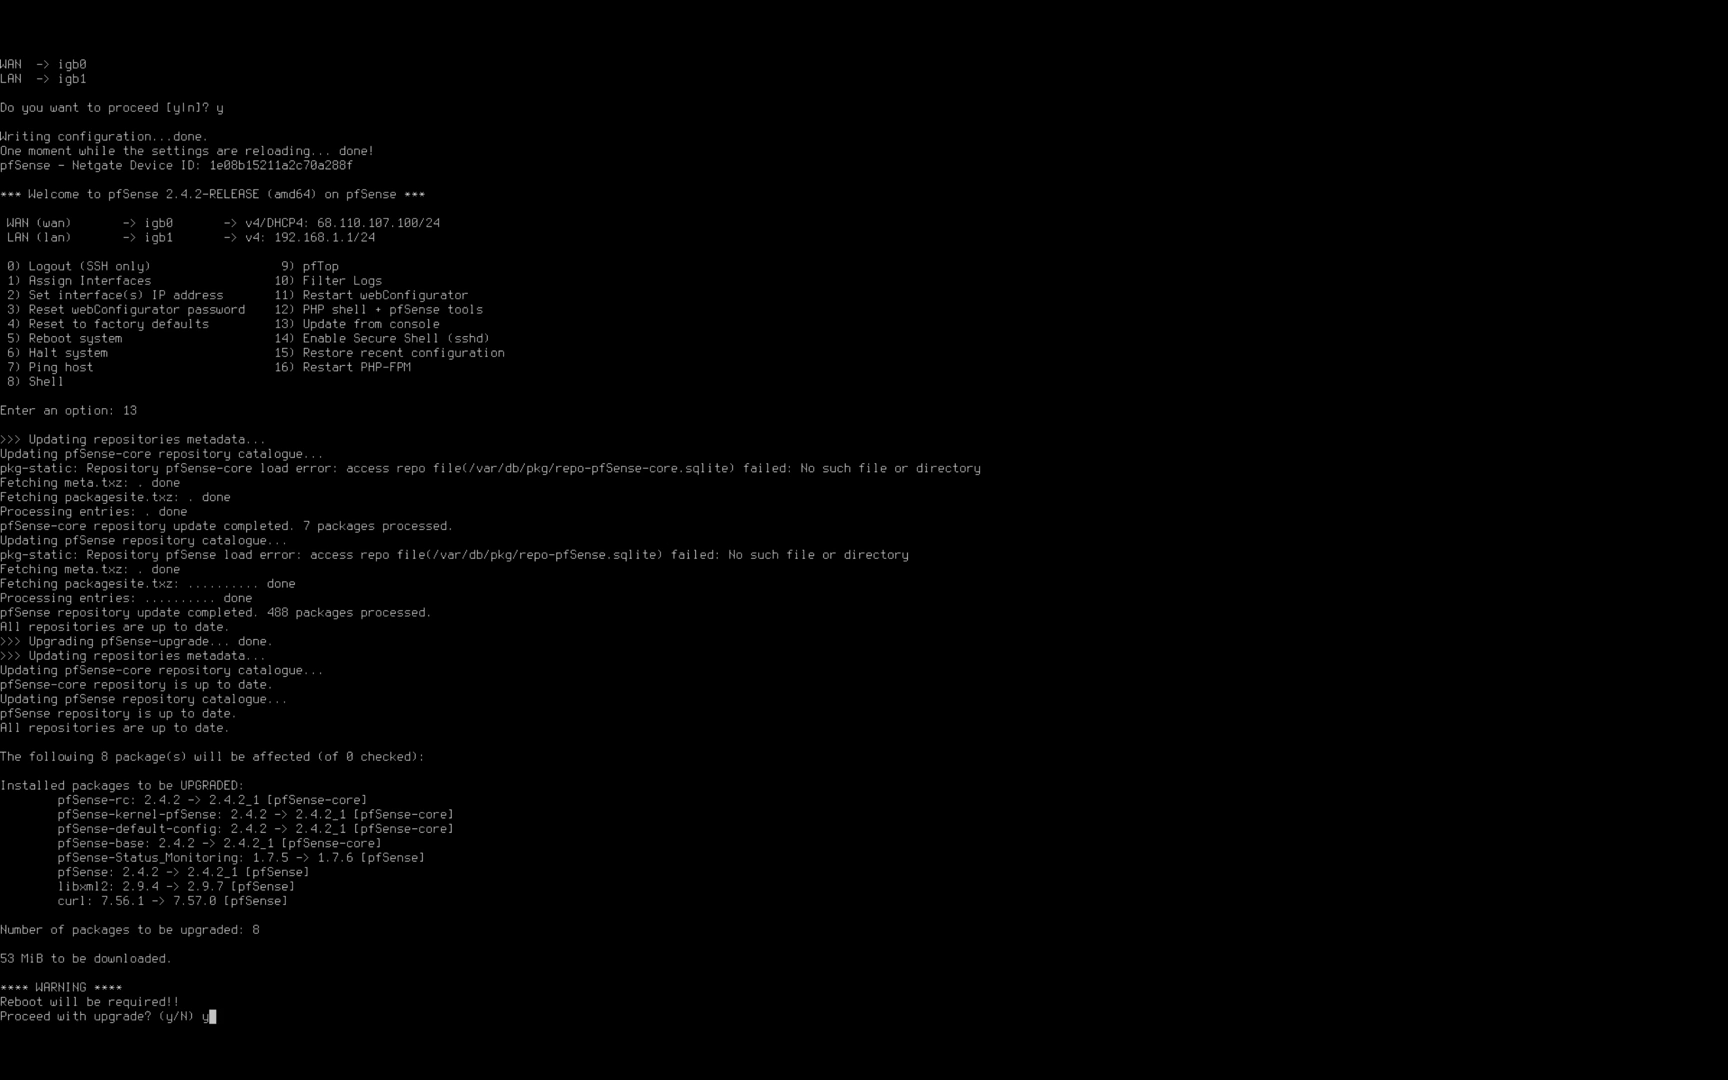 WAN  -> igb0
LAN  -> igb1
Do you want to proceed [y|n]? y
Writing configuration...done.
One moment while the settings are reloading... done!
pfSense - Netgate Device ID: 1e08b15211a2c70a288f
*** Welcome to pfSense 2.4.2-RELEASE (amd64) on pfSense ***
WAN (wan)       -> igb0       -> v4/DHCP4: 68.110.107.100/24
LAN (lan)       -> igb1       -> v4: 192.168.1.1/24
0) Logout (SSH only)                  9) pfTop
1) Assign Interfaces                 10) Filter Logs
2) Set interface(s) IP address       11) Restart webConfigurator
3) Reset webConfigurator password    12) PHP shell + pfSense tools
4) Reset to factory defaults         13) Update from console
5) Reboot system                     14) Enable Secure Shell (sshd)
6) Halt system                       15) Restore recent configuration
7) Ping host                         16) Restart PHP-FPM
8) Shell
Enter an option: 13
>>> Updating repositories metadata...
Updating pfSense-core repository catalogue...
pkg-static: Repository pfSense-core load error: access repo file(/var/db/pkg/repo-pfSense-core.sqlite) failed: No such file or directory
Fetching meta.txz: . done
Fetching packagesite.txz: . done
Processing entries: . done
pfSense-core repository update completed. 7 packages processed.
Updating pfSense repository catalogue...
pkg-static: Repository pfSense load error: access repo file(/var/db/pkg/repo-pfSense.sqlite) failed: No such file or directory
Fetching meta.txz: . done
Fetching packagesite.txz: .......... done
Processing entries: .......... done
pfSense repository update completed. 488 packages processed.
All repositories are up to date.
>>> Upgrading pfSense-upgrade... done.
>>> Updating repositories metadata...
Updating pfSense-core repository catalogue...
pfSense-core repository is up to date.
Updating pfSense repository catalogue...
pfSense repository is up to date.
All repositories are up to date.
The following 8 package(s) will be affected (of 0 checked):
Installed packages to be UPGRADED:
pfSense-rc: 2.4.2 -> 2.4.2_1 [pfSense-core]
pfSense-kernel-pfSense: 2.4.2 -> 2.4.2_1 [pfSense-core]
pfSense-default-config: 2.4.2 -> 2.4.2_1 [pfSense-core]
pfSense-base: 2.4.2 -> 2.4.2_1 [pfSense-core]
pfSense-Status_Monitoring: 1.7.5 -> 1.7.6 [pfSense]
pfSense: 2.4.2 -> 2.4.2_1 [pfSense]
libxml2: 2.9.4 -> 2.9.7 [pfSense]
curl: 7.56.1 -> 7.57.0 [pfSense]
Number of packages to be upgraded: 8
53 MiB to be downloaded.
**** WARNING ****
Reboot will be required!!
Proceed with upgrade? (y/N) y